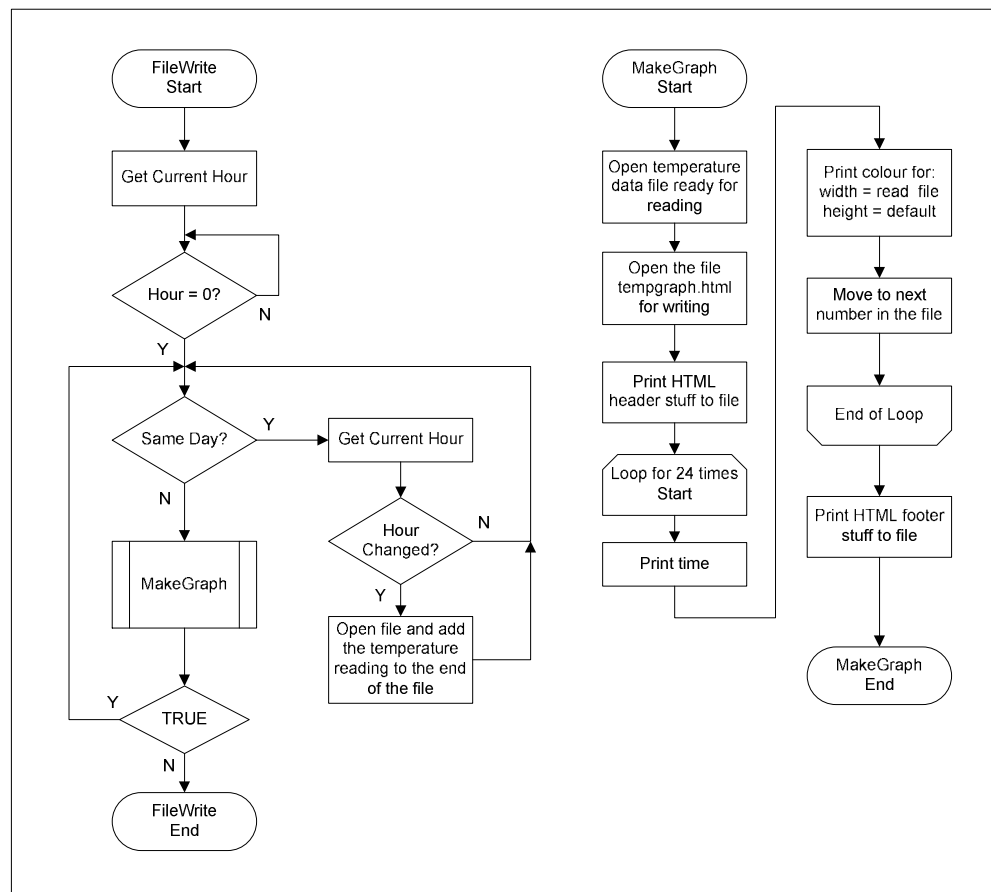 FileWrite
Start
Get Current Hour
Hour = 0?
N
Y
Same Day?
Y
N
Get Current Hour
Hour
Changed?
N
Y
Open file and add
the temperature
reading to the end
of the file
MakeGraph
Y
TRUE
N
FileWrite
End
MakeGraph
Start
Open temperature
data file ready for
reading
Open the file
tempgraph.html
for writing
Print HTML
header stuff to file
Loop for 24 times
Start
Print time
Print colour for:
width = read file
height = default
Move to next
number in the file
End of Loop
Print HTML footer
stuff to file
MakeGraph
End